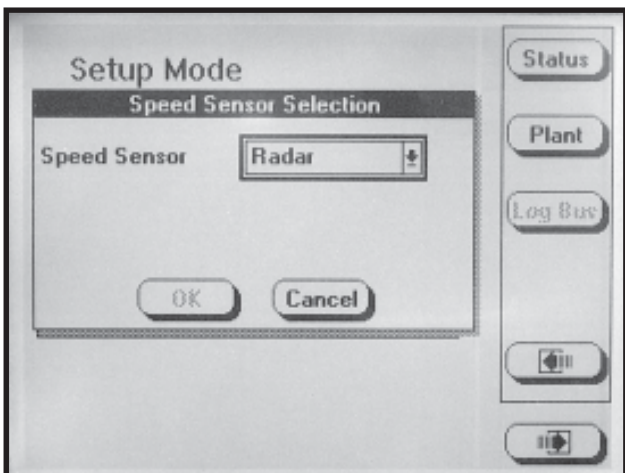 Setup Mode
Speed Sensor Selection
Speed Sensor
Radar
OK
Cancel
Status
Plant
Log Bus